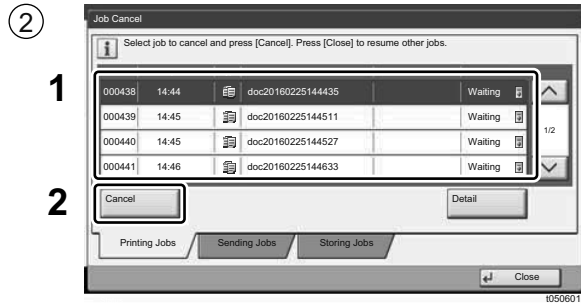 2
Job Cancel
i Select job to cancel and press [Cancel]. Press [Close] to resume other jobs.
1
000438 14:44 doc20160225144435 Waiting
000439 14:45 doc20160225144511 Waiting
1/2
000440 14:45 doc20160225144527 Waiting
000441 14:46 doc20160225144633 Waiting
2
Cancel Detail
Printing Jobs Sending Jobs Storing Jobs
Close
t050601